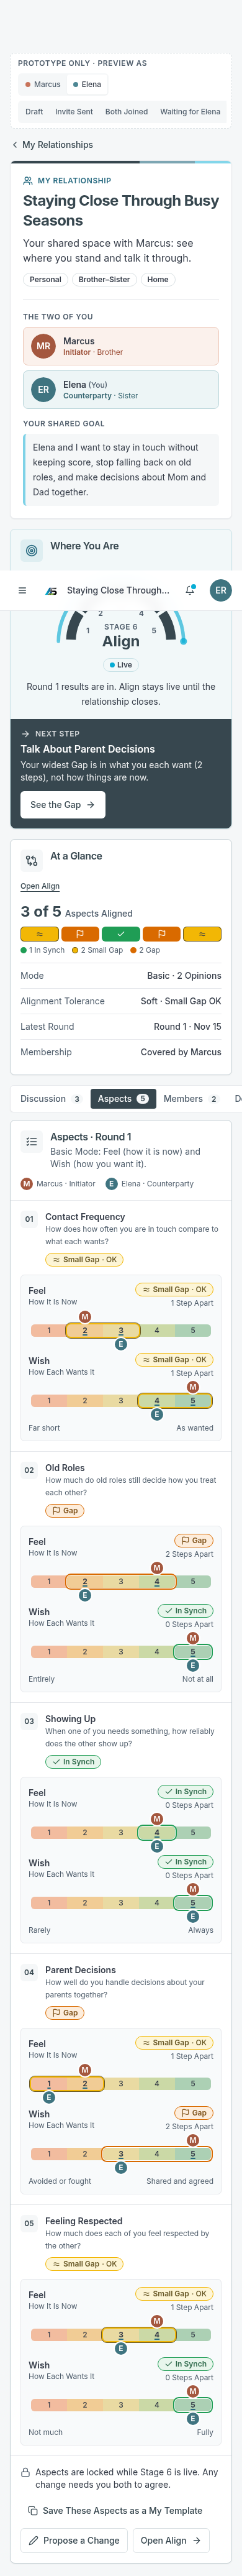 PROTOTYPE ONLY · PREVIEW AS
Marcus Elena
Draft Invite Sent Both Joined Waiting for Elena
My Relationships
MY RELATIONSHIP
Staying Close Through Busy
Seasons
Your shared space with Marcus: see
where you stand and talk it through.
Personal Brother–Sister Home
THE TWO OF YOU
MR Marcus
Initiator · Brother
ER Elena (You)
Counterparty · Sister
YOUR SHARED GOAL
Elena and I want to stay in touch without
keeping score, stop falling back on old
roles, and make decisions about Mom and
Dad together.
Where You Are
Staying Close Through... ER
2 4
1 STAGE 6 5
Align
Live
Round 1 results are in. Align stays live until the
relationship closes.
NEXT STEP
Talk About Parent Decisions
Your widest Gap is in what you each want (2
steps), not how things are now.
See the Gap
At a Glance
Open Align
3 of 5 Aspects Aligned
1 In Synch 2 Small Gap 2 Gap
Mode Basic · 2 Opinions
Alignment Tolerance Soft · Small Gap OK
Latest Round Round 1 · Nov 15
Membership Covered by Marcus
Discussion 3 Aspects 5 Members 2
Aspects · Round 1
Basic Mode: Feel (how it is now) and
Wish (how you want it).
M Marcus · Initiator E Elena · Counterparty
01 Contact Frequency
How does how often you are in touch compare to
what each wants?
Small Gap · OK
Feel Small Gap · OK
How It Is Now 1 Step Apart
M
1 2 3 4 5
E
Wish Small Gap · OK
How Each Wants It 1 Step Apart
M
1 2 3 4 5
E
Far short As wanted
02 Old Roles
How much do old roles still decide how you treat
each other?
Gap
Feel Gap
How It Is Now 2 Steps Apart
M
1 2 3 4 5
E
Wish In Synch
How Each Wants It 0 Steps Apart
M
1 2 3 4 5
E
Entirely Not at all
03 Showing Up
When one of you needs something, how reliably
does the other show up?
In Synch
Feel In Synch
How It Is Now 0 Steps Apart
M
1 2 3 4 5
E
Wish In Synch
How Each Wants It 0 Steps Apart
M
1 2 3 4 5
E
Rarely Always
04 Parent Decisions
How well do you handle decisions about your
parents together?
Gap
Feel Small Gap · OK
How It Is Now 1 Step Apart
M
1 2 3 4 5
E
Wish Gap
How Each Wants It 2 Steps Apart
M
1 2 3 4 5
E
Avoided or fought Shared and agreed
05 Feeling Respected
How much does each of you feel respected by
the other?
Small Gap · OK
Feel Small Gap · OK
How It Is Now 1 Step Apart
M
1 2 3 4 5
E
Wish In Synch
How Each Wants It 0 Steps Apart
M
1 2 3 4 5
E
Not much Fully
Aspects are locked while Stage 6 is live. Any
change needs you both to agree.
Save These Aspects as a My Template
Propose a Change Open Align